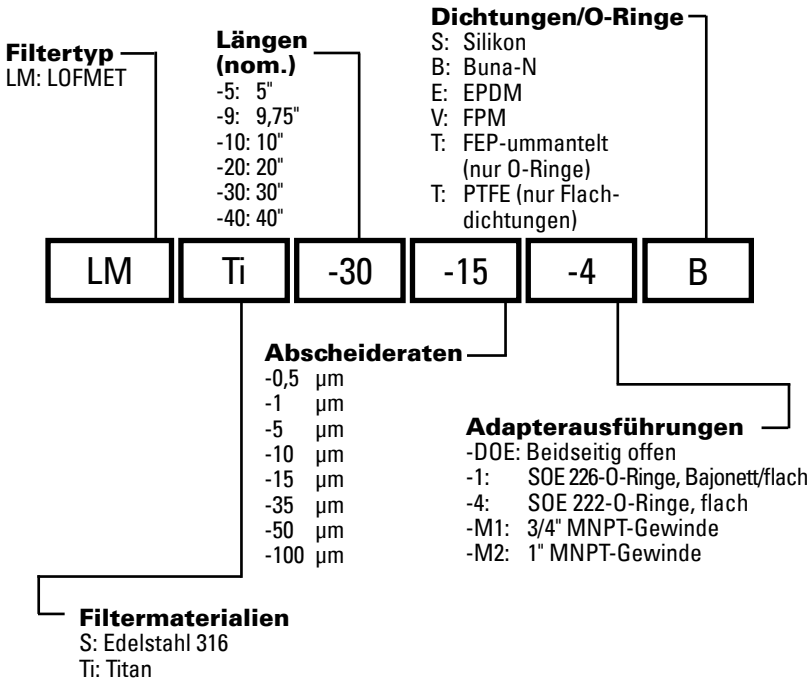 Filtertyp
LM: LOFMET
Längen
(nom.)
-5: 5"
-9: 9,75"
-10: 10"
-20: 20"
-30: 30"
-40: 40"
Dichtungen/O-Ringe
S: Silikon
B: Buna-N
E: EPDM
V: FPM
T: FEP-ummantelt
(nur O-Ringe)
T: PTFE (nur Flach-
dichtungen)
LM Ti -30 -15 -4 B
Abscheideraten
-0,5 µm
-1 µm
-5 µm
-10 µm
-15 µm
-35 µm
-50 µm
-100 µm
Adapterausführungen
-DOE: Beidseitig offen
-1: SOE 226-O-Ringe, Bajonett/flach
-4: SOE 222-O-Ringe, flach
-M1: 3/4" MNPT-Gewinde
-M2: 1" MNPT-Gewinde
Filtermaterialien
S: Edelstahl 316
Ti: Titan